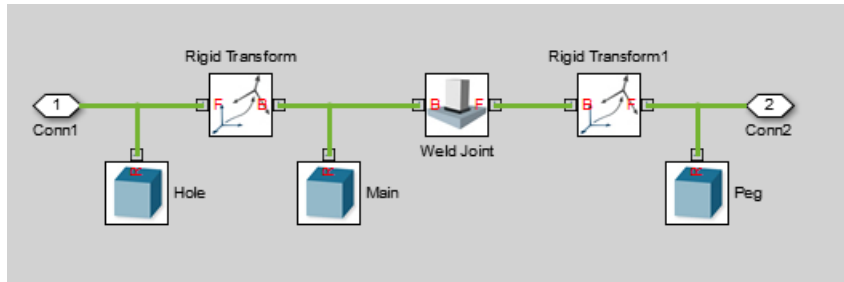 Rigid Transform
Rigid Transform1
1
F
B
B
F
B
F
2
Conn1
Conn2
Weld Joint
R
Hole
R
Main
R
Peg